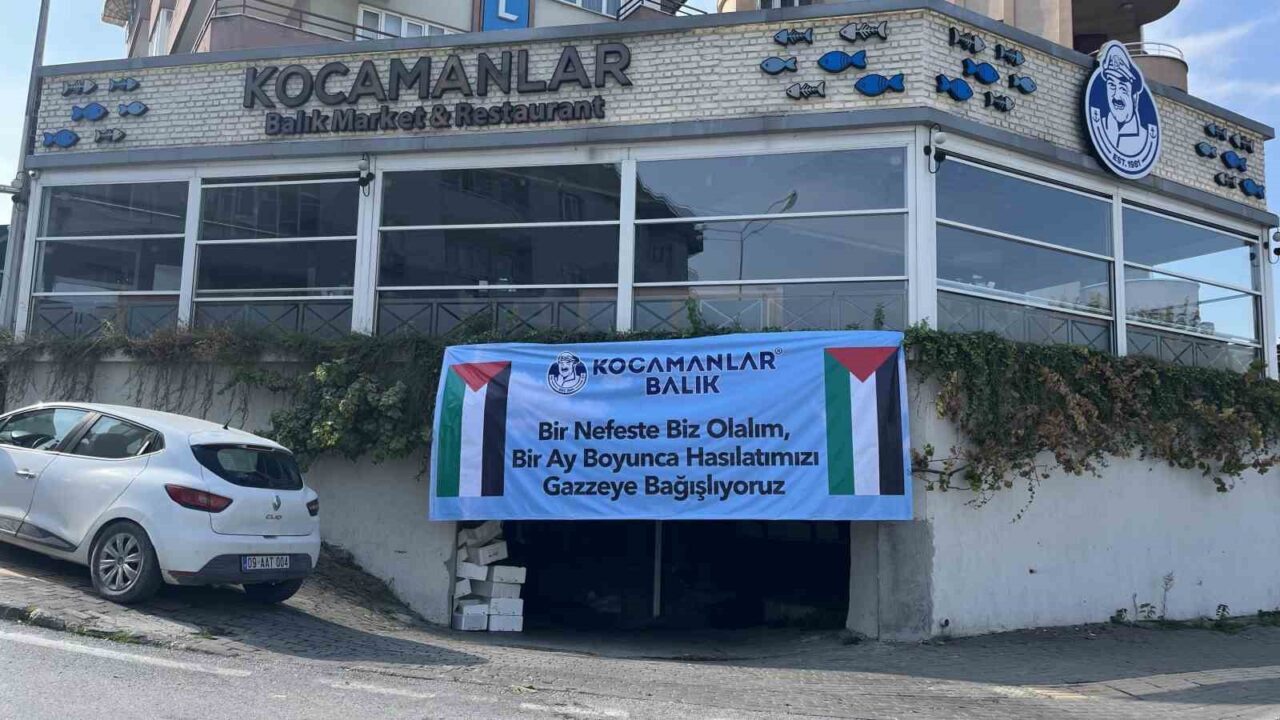 L
KOCAMANLAR
Balık Market & Restaurant
EST. 1981
KOCAMANLAR®
BALIK
Bir Nefeste Biz Olalım,
Bir Ay Boyunca Hasılatımızı
Gazzeye Bağışlıyoruz
CLIO
09 AAT 004